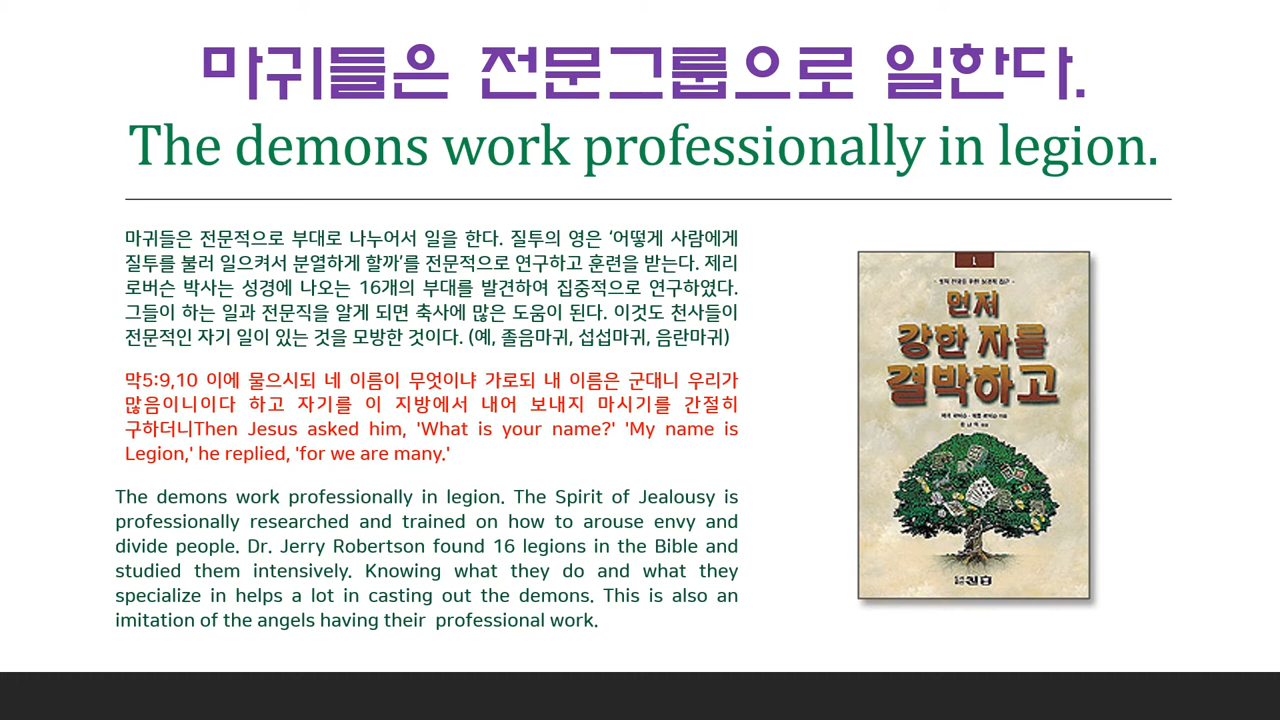 마귀들은 전문그룹으로 일한다.
The demons work professionally in legion.
마귀들은 전문적으로 부대로 나누어서 일을 한다. 질투의 영은 ‘어떻게 사람에게
질투를 불러 일으켜서 분열하게 할까’를 전문적으로 연구하고 훈련을 받는다. 제리
로버슨 박사는 성경에 나오는 16개의 부대를 발견하여 집중적으로 연구하였다.
그들이 하는 일과 전문직을 알게 되면 축사에 많은 도움이 된다. 이것도 천사들이
전문적인 자기 일이 있는 것을 모방한 것이다. (예, 졸음마귀, 섭섭마귀, 음란마귀)
막5:9,10 이에 물으시되 네 이름이 무엇이냐 가로되 내 이름은 군대니 우리가
많음이니이다 하고 자기를 이 지방에서 내어 보내지 마시기를 간절히
구하더니Then Jesus asked him, 'What is your name?' 'My name is
Legion,' he replied, 'for we are many.'
The demons work professionally in legion. The Spirit of Jealousy is
professionally researched and trained on how to arouse envy and
divide people. Dr. Jerry Robertson found 16 legions in the Bible and
studied them intensively. Knowing what they do and what they
specialize in helps a lot in casting out the demons. This is also an
imitation of the angels having their professional work.
먼저
강한 자를
결박하고